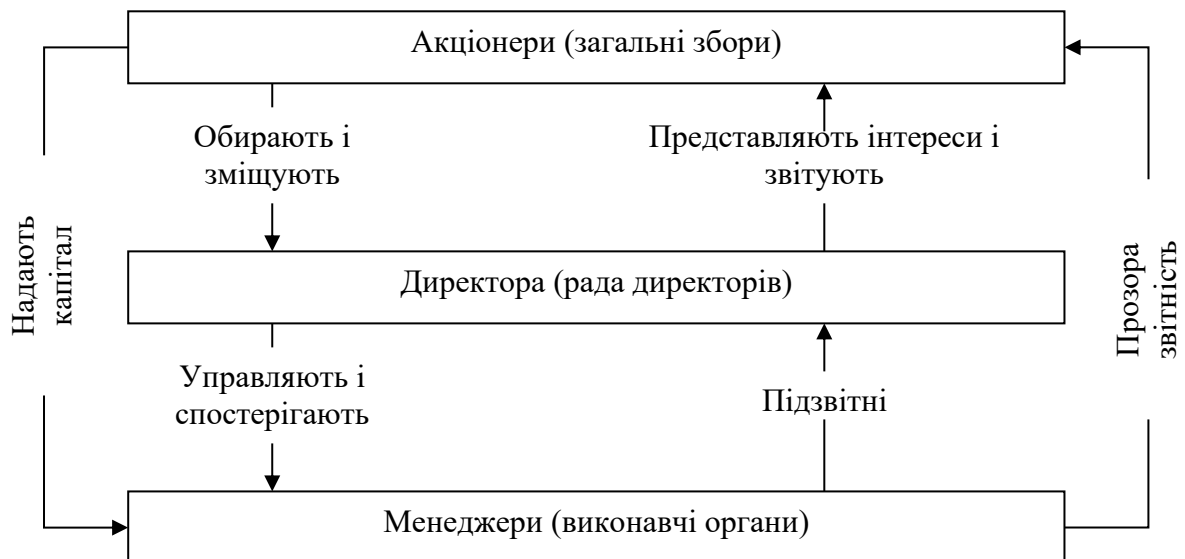 Акціонери (загальні збори)
Обирають і
зміщують
Представляють інтереси і
звітують
Надають
капітал
Директора (рада директорів)
Прозора
звітність
Управляють і
спостерігають
Підзвітні
Менеджери (виконавчі органи)